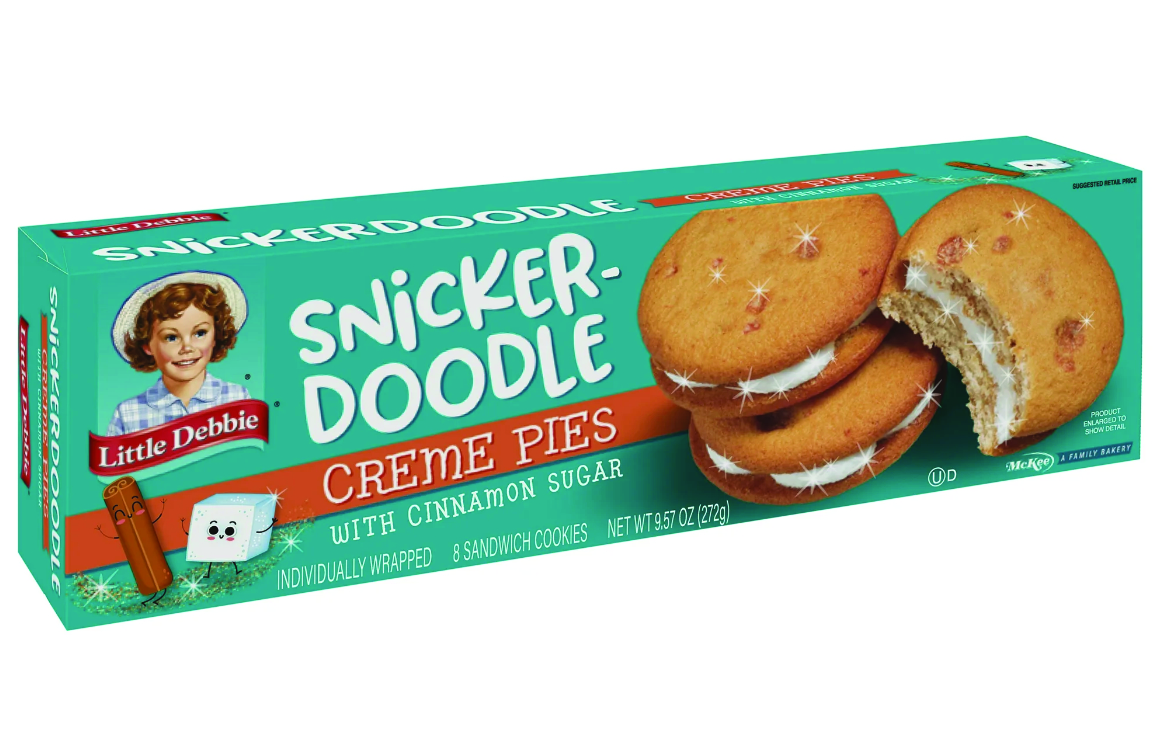 Little Debbie
SNiCKERDOODLE
CREME PIES
WITH CINNAMON SUGAR
SUGGESTED RETAIL PRICE
Little Debbie
SNiCKERDOODLE
CREME PIES
WITH CINNAMON SUGAR
®
Little Debbie ®
SNiCKER-
DOODLE
CREME PIES
WITH CINNAMON SUGAR
INDIVIDUALLY WRAPPED 8 SANDWICH COOKIES NET WT 9.57 OZ (272g)
PRODUCT
ENLARGED TO
SHOW DETAIL
McKee A FAMILY BAKERY
U D